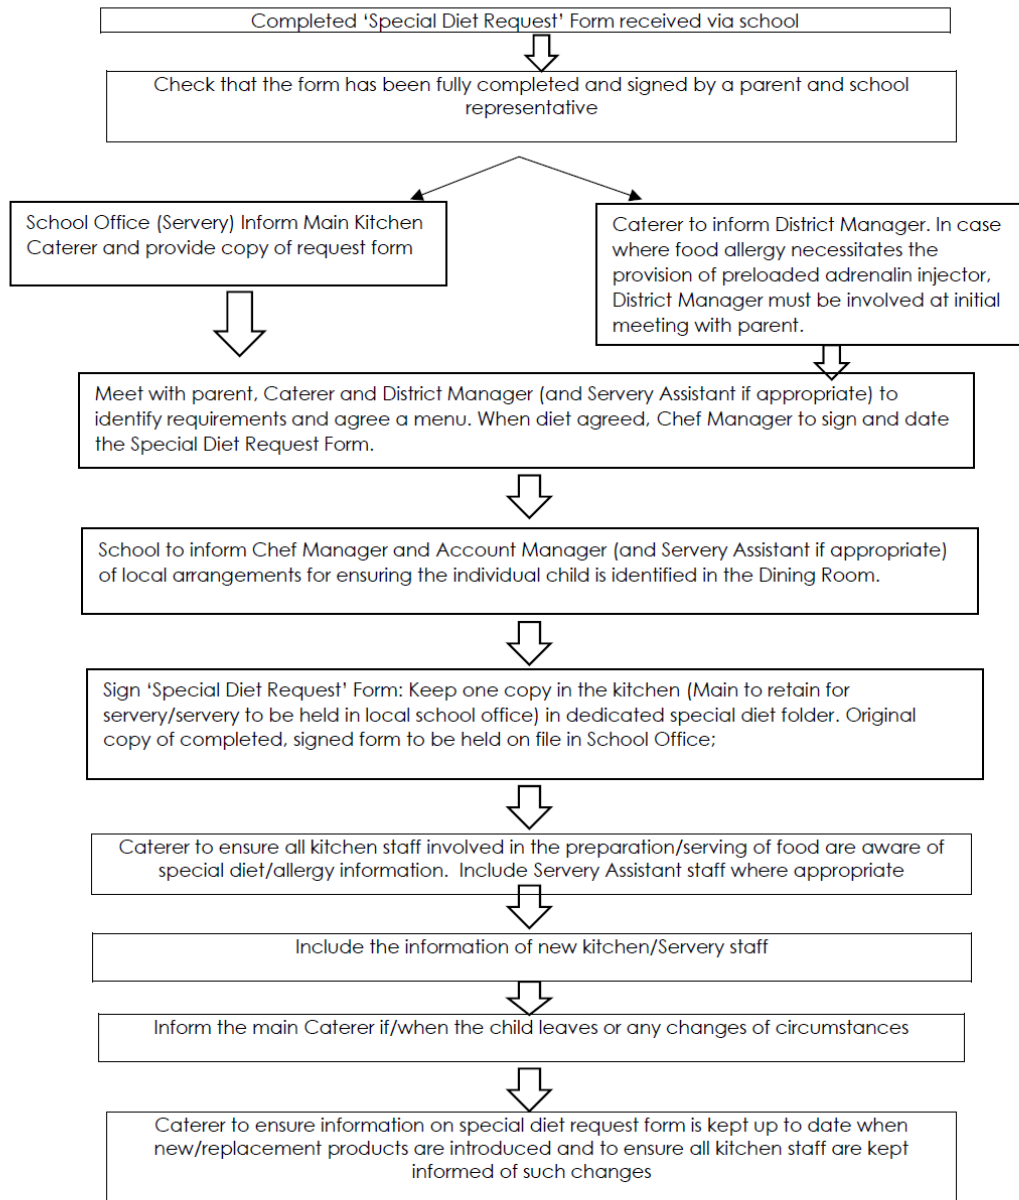 Completed ‘Special Diet Request’ Form received via school
Check that the form has been fully completed and signed by a parent and school
representative
School Office (Servery) Inform Main Kitchen
Caterer and provide copy of request form
Caterer to inform District Manager. In case
where food allergy necessitates the
provision of preloaded adrenalin injector,
District Manager must be involved at initial
meeting with parent.
Meet with parent, Caterer and District Manager (and Servery Assistant if appropriate) to
identify requirements and agree a menu. When diet agreed, Chef Manager to sign and date
the Special Diet Request Form.
School to inform Chef Manager and Account Manager (and Servery Assistant if appropriate)
of local arrangements for ensuring the individual child is identified in the Dining Room.
Sign ‘Special Diet Request’ Form: Keep one copy in the kitchen (Main to retain for
servery/servery to be held in local school office) in dedicated special diet folder. Original
copy of completed, signed form to be held on file in School Office;
Caterer to ensure all kitchen staff involved in the preparation/serving of food are aware of
special diet/allergy information. Include Servery Assistant staff where appropriate
Include the information of new kitchen/Servery staff
Inform the main Caterer if/when the child leaves or any changes of circumstances
Caterer to ensure information on special diet request form is kept up to date when
new/replacement products are introduced and to ensure all kitchen staff are kept
informed of such changes